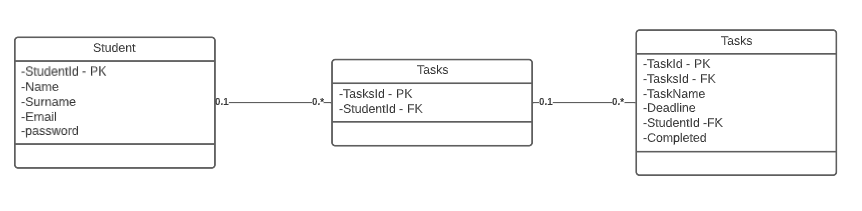 Student
-StudentId - PK
-Name
-Surname
-Email
-password
0.1
0.*
Tasks
-TasksId - PK
-StudentId - FK
0.1
0.*
Tasks
-TaskId - PK
-TasksId - FK
-TaskName
-Deadline
-StudentId -FK
-Completed